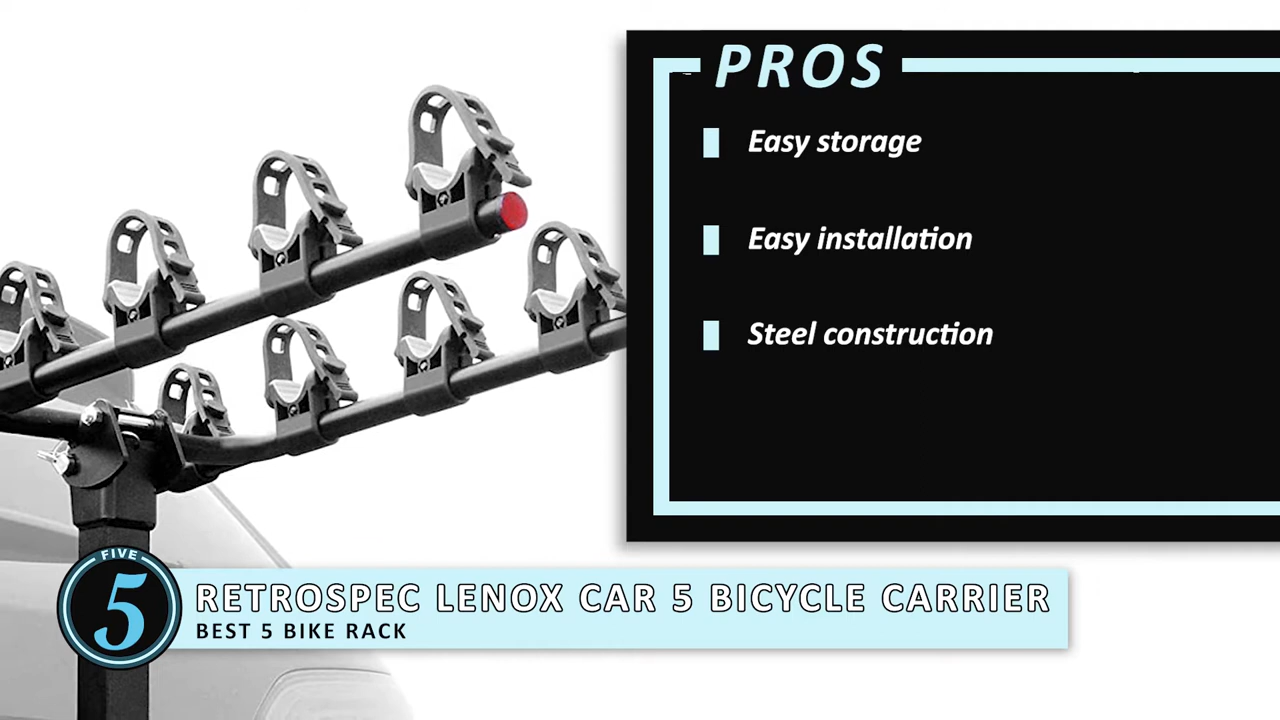 PROS
Easy storage
Easy installation
Steel construction
FIVE
5
RETROSPEC LENOX CAR 5 BICYCLE CARRIER
BEST 5 BIKE RACK